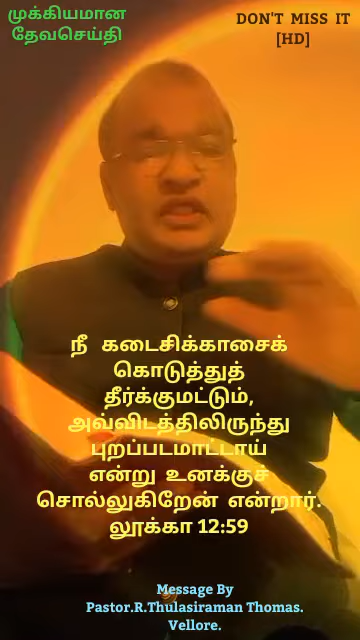 முக்கியமான
தேவசெய்தி
DON'T MISS IT
[HD]
நீ கடைசிக்காசைக்
கொடுத்துத்
தீர்க்குமட்டும்,
அவ்விடத்திலிருந்து
புறப்படமாட்டாய்
என்று உனக்குச்
சொல்லுகிறேன் என்றார்.
லூக்கா 12:59
Message By
Pastor.R.Thulasiraman Thomas.
Vellore.